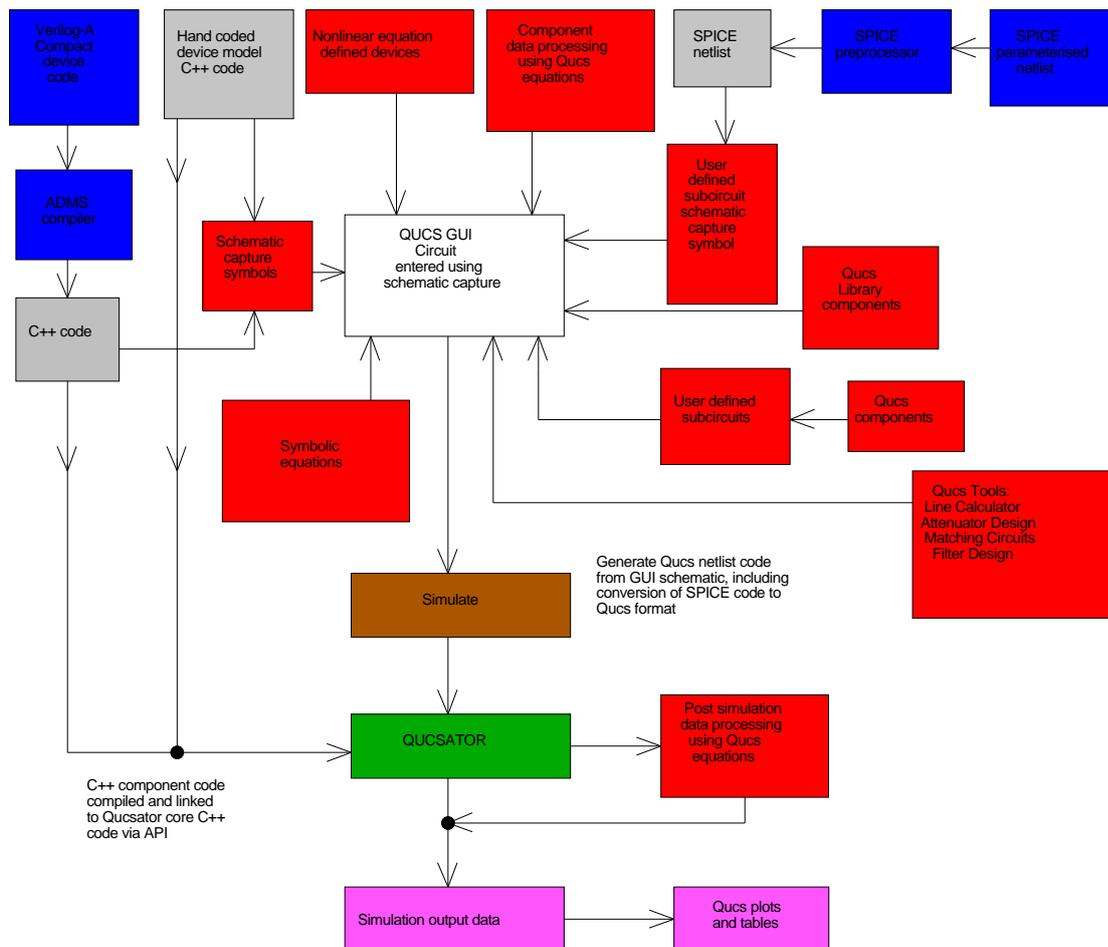 Verilog-A
Compact
device
code
Hand coded
device model
C++ code
Nonlinear equation
defined devices
Component
data processing
using Qucs
equations
SPICE
netlist
SPICE
preprocessor
SPICE
parameterised
netlist
ADMS
compiler
Schematic
capture
symbols
QUCS GUI
Circuit
entered using
schematic capture
User
defined
subcircuit
schematic
capture
symbol
Qucs
Library
components
C++ code
User defined
subcircuits
Qucs
components
Symbolic
equations
Qucs Tools:
Line Calculator
Attenuator Design
Matching Circuits
Filter Design
Simulate
Generate Qucs netlist code
from GUI schematic, including
conversion of SPICE code to
Qucs format
QUCSATOR
Post simulation
data processing
using Qucs
equations
C++ component code
compiled and linked
to Qucsator core C++
code via API
Simulation output data
Qucs plots
and tables